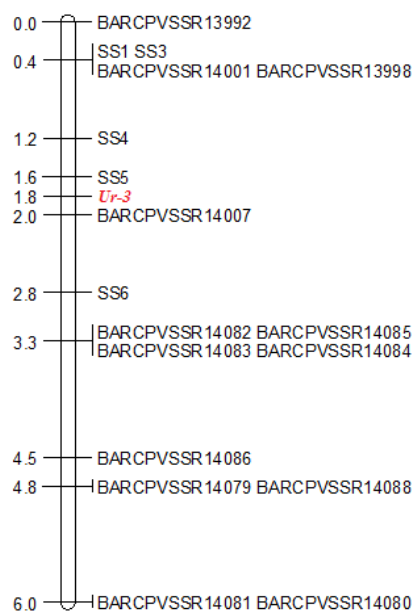 0.0 BARCPVSSR13992
SS1 SS3
0.4 BARCPVSSR14001 BARCPVSSR13998
1.2 SS4
1.6 SS5
1.8 Ur-3
2.0 BARCPVSSR14007
2.8 SS6
BARCPVSSR14082 BARCPVSSR14085
3.3 BARCPVSSR14083 BARCPVSSR14084
4.5 BARCPVSSR14086
4.8 BARCPVSSR14079 BARCPVSSR14088
6.0 BARCPVSSR14081 BARCPVSSR14080